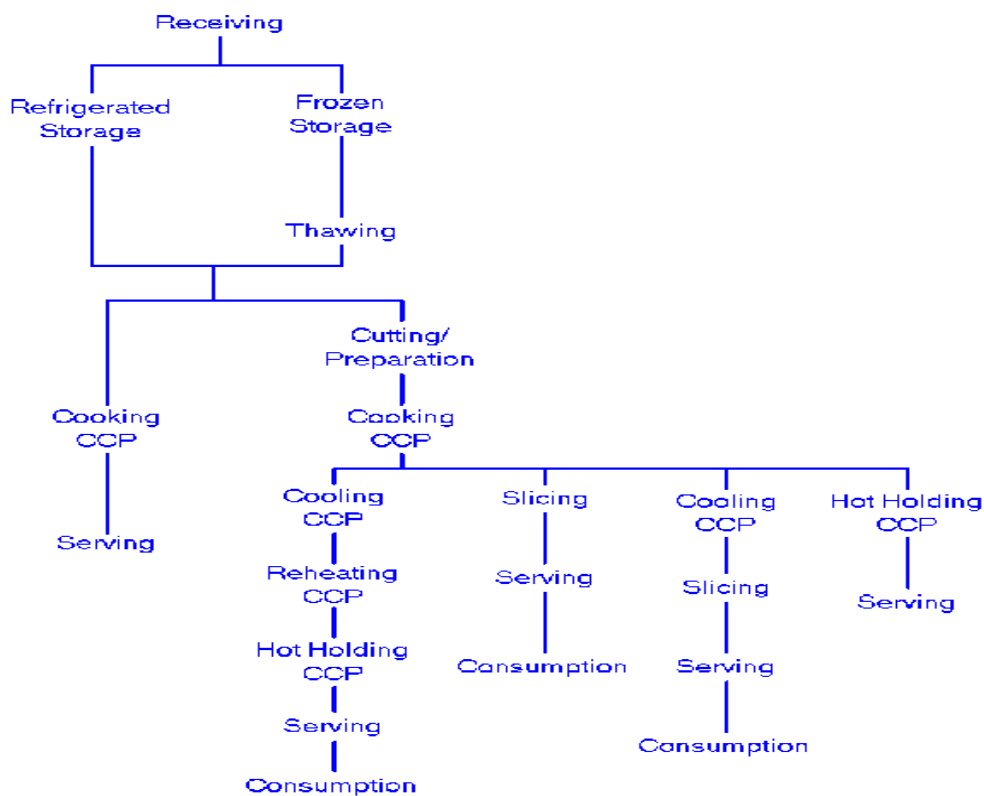 Receiving
Refrigerated
Storage
Frozen
Storage
Thawing
Cutting/
Preparation
Cooking
CCP
Cooking
CCP
Serving
Cooling
CCP
Reheating
CCP
Hot Holding
CCP
Serving
Consumption
Slicing
Serving
Consumption
Cooling
CCP
Slicing
Serving
Consumption
Hot Holding
CCP
Serving